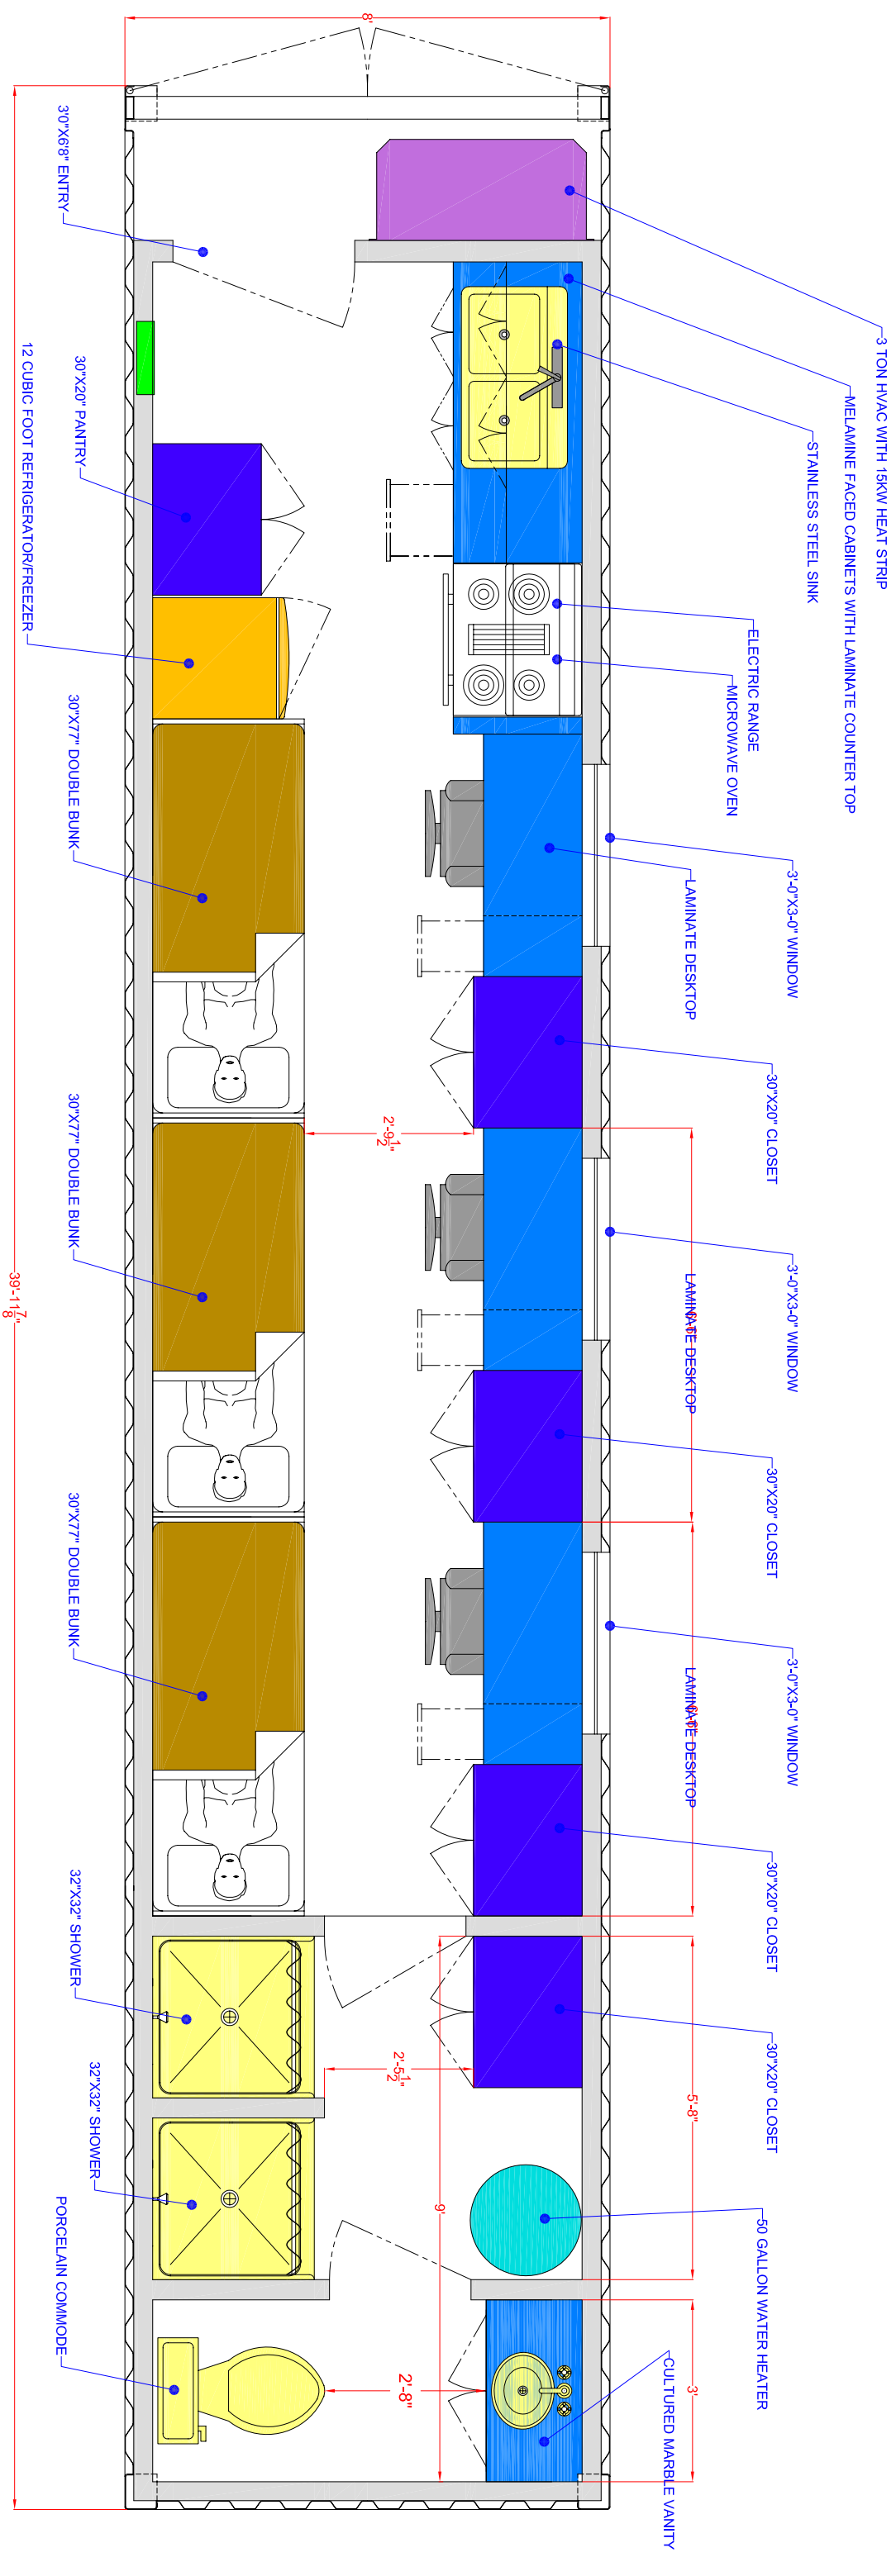 3 TON HVAC WITH 15KW HEAT STRIP
MELAMINE FACED CABINETS WITH LAMINATE COUNTER TOP
STAINLESS STEEL SINK
ELECTRIC RANGE
MICROWAVE OVEN
3'-0"X3-0" WINDOW
LAMINATE DESKTOP
30"X20" CLOSET
3'-0"X3-0" WINDOW
LAMINATE DESKTOP
30"X20" CLOSET
3'-0"X3-0" WINDOW
LAMINATE DESKTOP
30"X20" CLOSET
30"X20" CLOSET
5'-8"
50 GALLON WATER HEATER
3'
CULTURED MARBLE VANITY
8'
2'-9 1/2"
2'-5 1/2"
9'
2'-8"
3'0"X6'8" ENTRY
30"X20" PANTRY
12 CUBIC FOOT REFRIGERATOR/FREEZER
30"X77" DOUBLE BUNK
30"X77" DOUBLE BUNK
30"X77" DOUBLE BUNK
32"X32" SHOWER
32"X32" SHOWER
PORCELAIN COMMODE
39'-11 7/8"